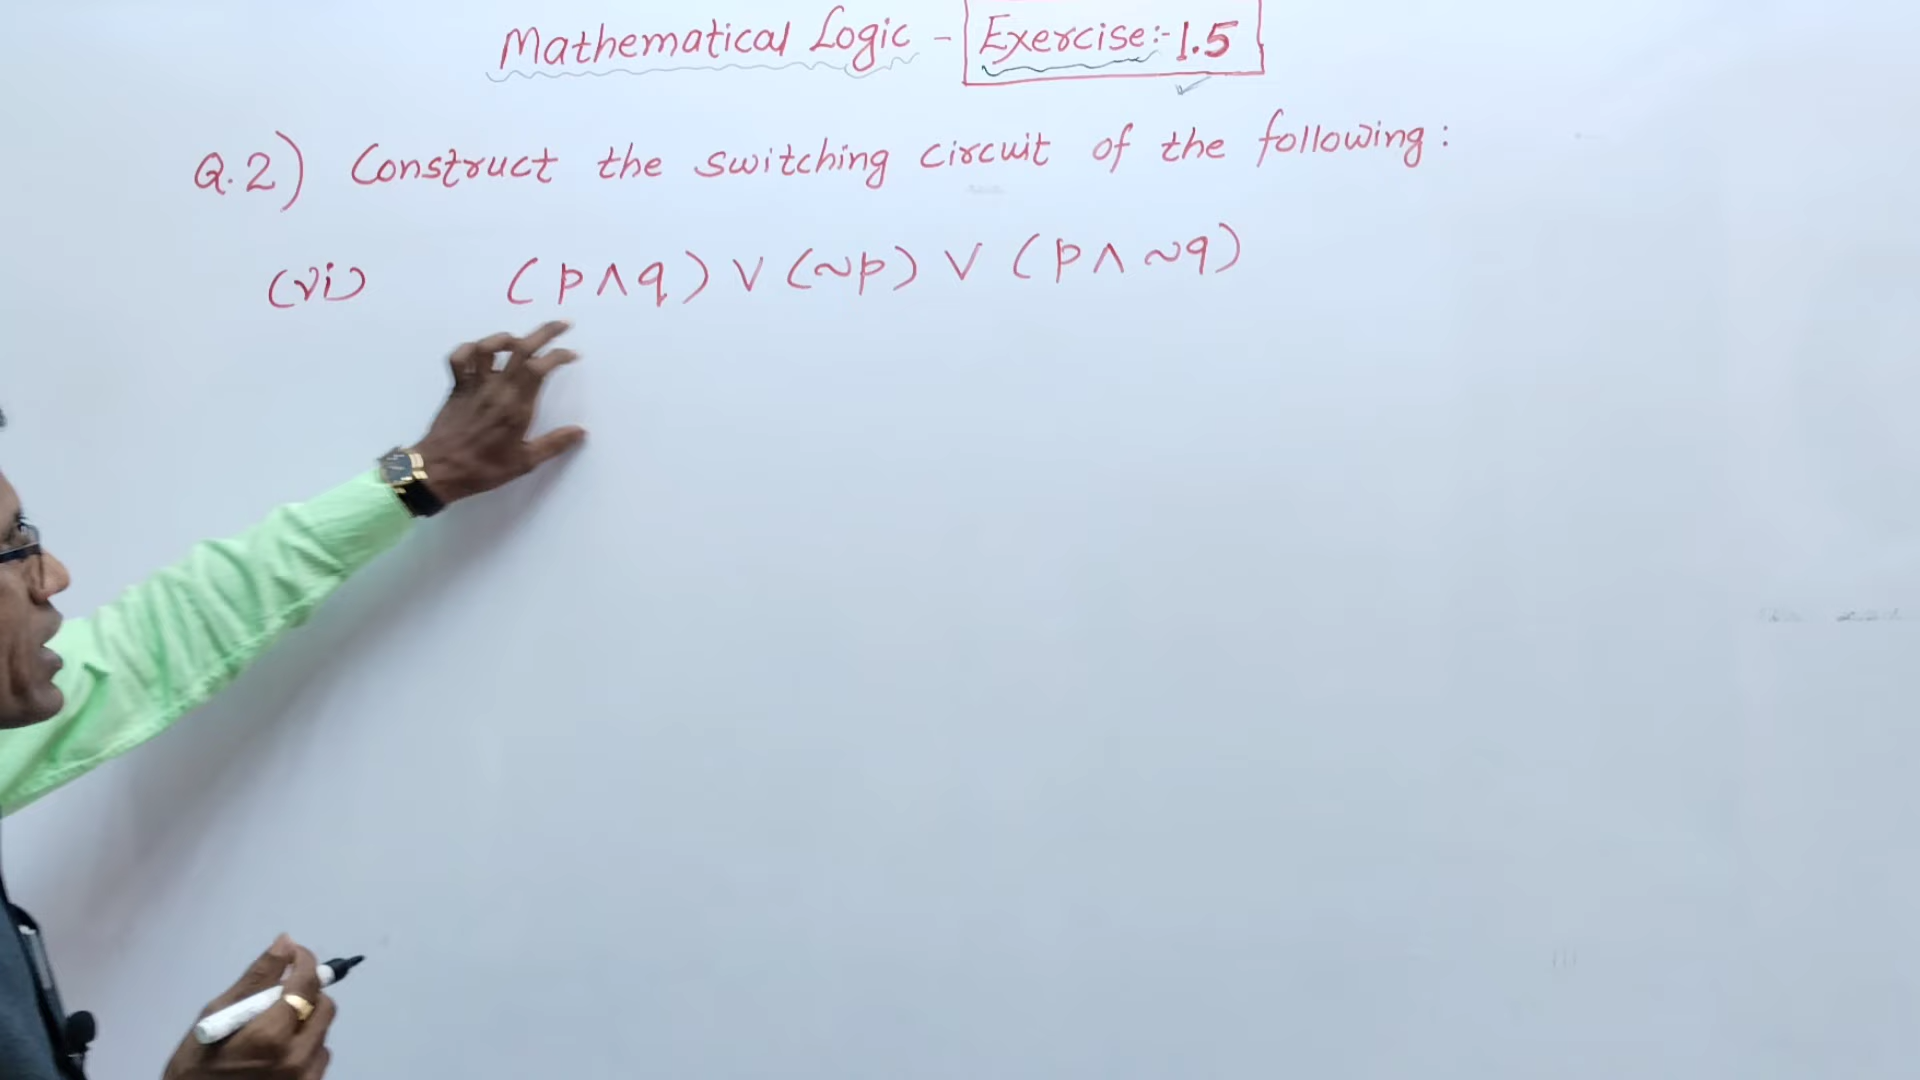 Mathematical Logic - Exercise:- 1.5
Q.2) Construct the switching circuit of the following:
(vi) (p∧q) ∨ (~p) ∨ (p∧ ~q)